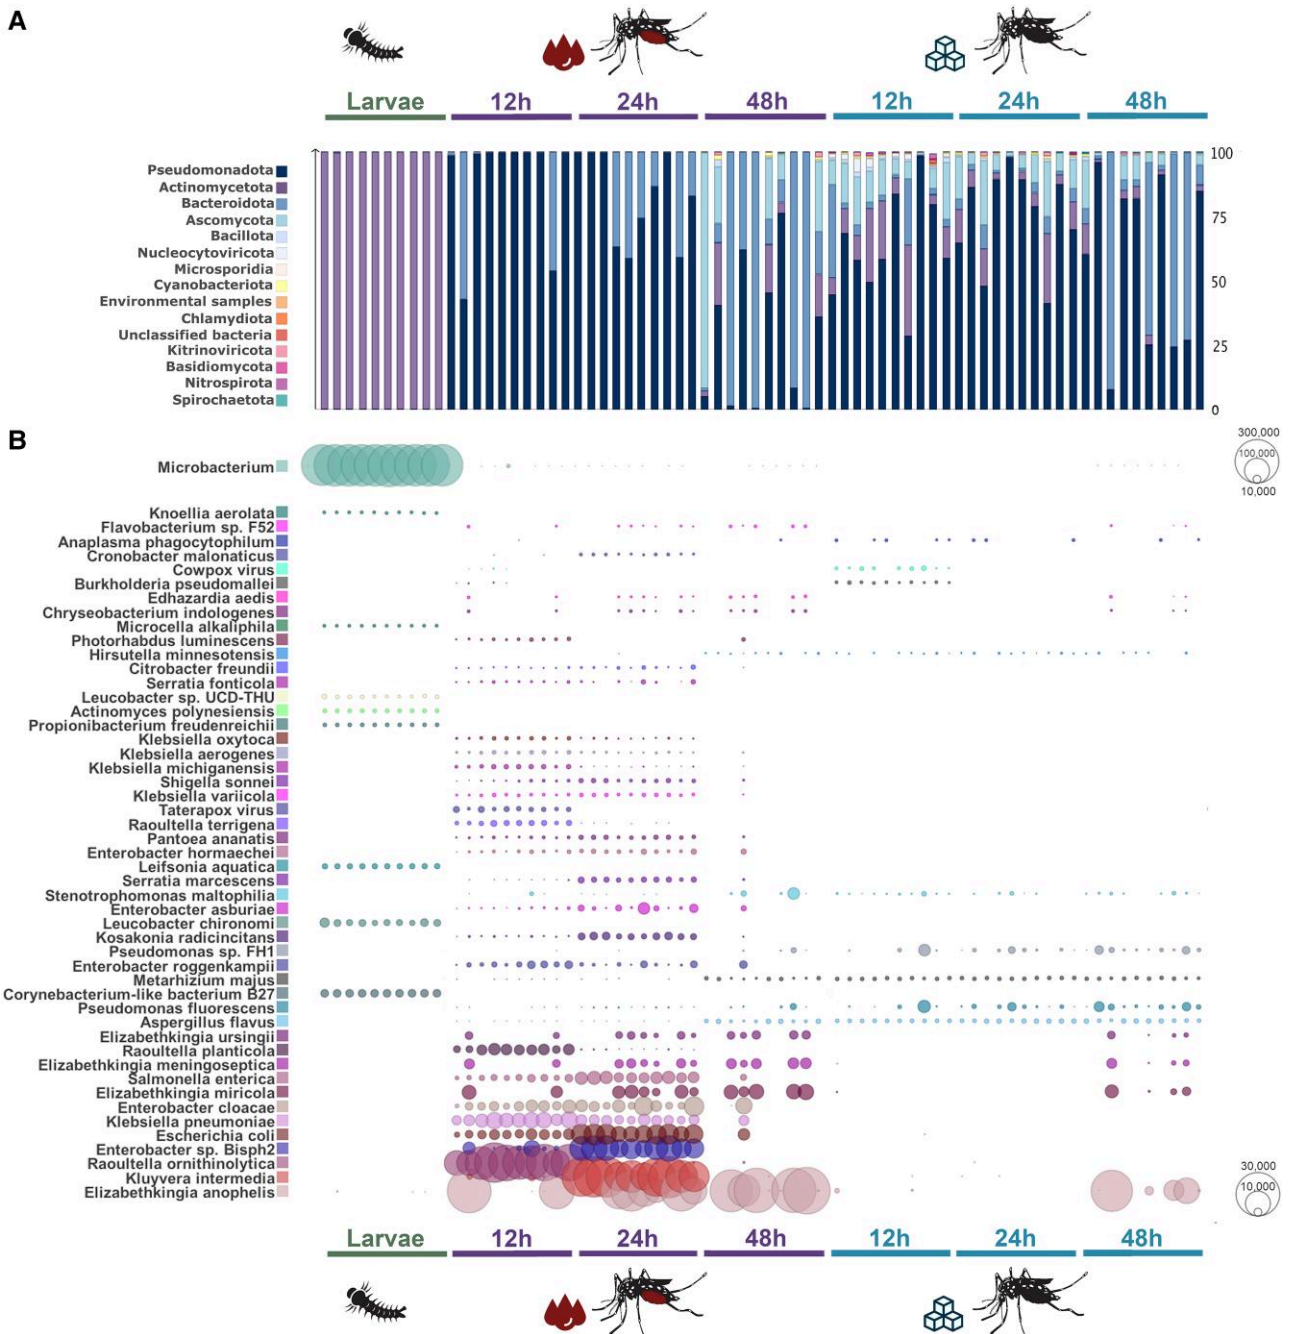 A
Larvae 12h 24h 48h 12h 24h 48h
Pseudomonadota
Actinomycetota
Bacteroidota
Ascomycota
Bacillota
Nucleocytoviricota
Microsporidia
Cyanobacteriota
Environmental samples
Chlamydiota
Unclassified bacteria
Kitrinoviricota
Basidiomycota
Nitrospirota
Spirochaetota
100
75
50
25
0
B
300,000
100,000
10,000
Microbacterium
Knoellia aerolata
Flavobacterium sp. F52
Anaplasma phagocytophilum
Cronobacter malonaticus
Cowpox virus
Burkholderia pseudomallei
Edhazardia aedis
Chryseobacterium indologenes
Microcella alkaliphila
Photorhabdus luminescens
Hirsutella minnesotensis
Citrobacter freundii
Serratia fonticola
Leucobacter sp. UCD-THU
Actinomyces polynesiensis
Propionibacterium freudenreichii
Klebsiella oxytoca
Klebsiella aerogenes
Klebsiella michiganensis
Shigella sonnei
Klebsiella variicola
Taterapox virus
Raoultella terrigena
Pantoea ananatis
Enterobacter hormaechei
Leifsonia aquatica
Serratia marcescens
Stenotrophomonas maltophilia
Enterobacter asburiae
Leucobacter chironomi
Kosakonia radicincitans
Pseudomonas sp. FH1
Enterobacter roggenkampii
Metarhizium majus
Corynebacterium-like bacterium B27
Pseudomonas fluorescens
Aspergillus flavus
Elizabethkingia ursingii
Raoultella planticola
Elizabethkingia meningoseptica
Salmonella enterica
Elizabethkingia miricola
Enterobacter cloacae
Klebsiella pneumoniae
Escherichia coli
Enterobacter sp. Bisph2
Raoultella ornithinolytica
Kluyvera intermedia
Elizabethkingia anophelis
30,000
10,000
Larvae 12h 24h 48h 12h 24h 48h